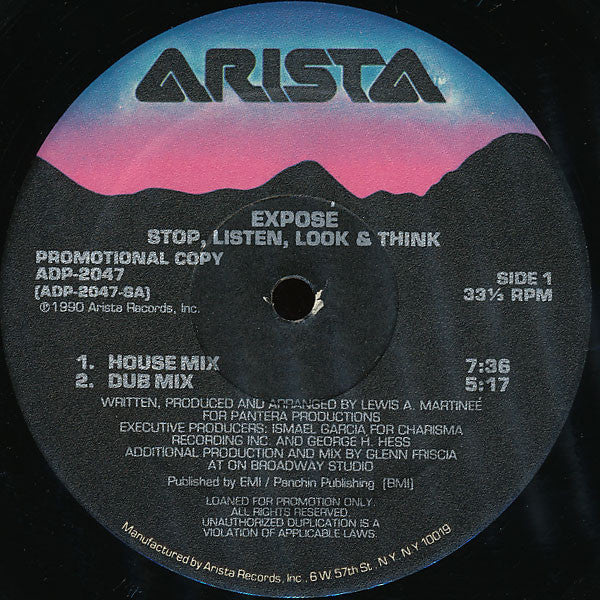 ARISTA
EXPOSÉ
STOP, LISTEN, LOOK & THINK
PROMOTIONAL COPY
ADP-2047
(ADP-2047-SA)
℗1990 Arista Records, Inc.
SIDE 1
33⅓ RPM
1. HOUSE MIX 7:36
2. DUB MIX 5:17
WRITTEN, PRODUCED AND ARRANGED BY LEWIS A. MARTINEÉ
FOR PANTERA PRODUCTIONS
EXECUTIVE PRODUCERS: ISMAEL GARCIA FOR CHARISMA
RECORDING INC. AND GEORGE H. HESS
ADDITIONAL PRODUCTION AND MIX BY GLENN FRISCIA
AT ON BROADWAY STUDIO
Published by EMI / Panchin Publishing (BMI)
LOANED FOR PROMOTION ONLY.
ALL RIGHTS RESERVED.
UNAUTHORIZED DUPLICATION IS A
VIOLATION OF APPLICABLE LAWS.
Manufactured by Arista Records, Inc., 6 W. 57th St., N.Y. N.Y. 10019